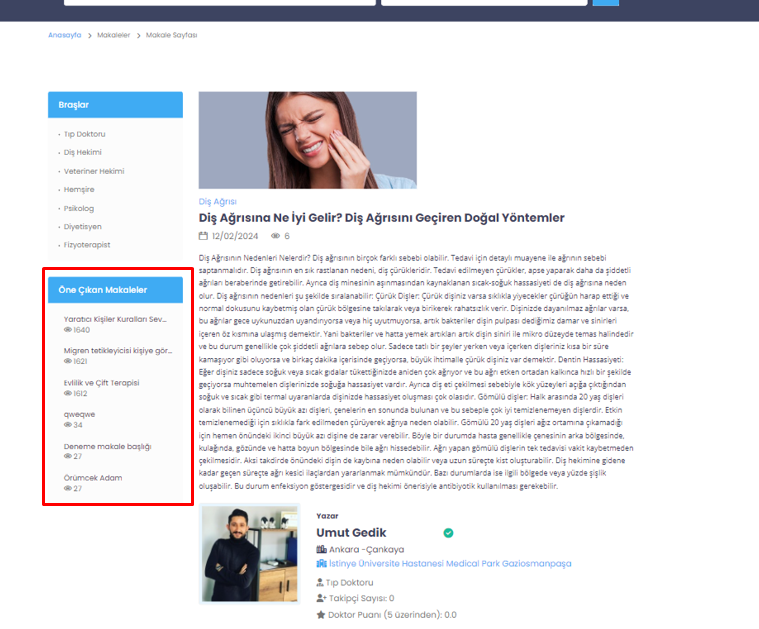 Anasayfa > Makaleler > Makale Sayfası
Braşlar
Tıp Doktoru
Diş Hekimi
Veteriner Hekimi
Hemşire
Psikolog
Diyetisyen
Fizyoterapist
Öne Çıkan Makaleler
Yaratıcı Kişiler Kuralları Sev...
1640
Migren tetikleyicisi kişiye gör...
1621
Evlilik ve Çift Terapisi
1612
qweqwe
34
Deneme makale başlığı
27
Örümcek Adam
27
Diş Ağrısı
Diş Ağrısına Ne İyi Gelir? Diş Ağrısını Geçiren Doğal Yöntemler
12/02/2024 6
Diş Ağrısının Nedenleri Nelerdir? Diş ağrısının birçok farklı sebebi olabilir. Tedavi için detaylı muayene ile ağrının sebebi
saptanmalıdır. Diş ağrısının en sık rastlanan nedeni, diş çürükleridir. Tedavi edilmeyen çürükler, apse yaparak daha da şiddetli
ağrıları beraberinde getirebilir. Ayrıca diş minesinin aşınmasından kaynaklanan sıcak-soğuk hassasiyeti de diş ağrısına neden
olur. Diş ağrısının nedenleri şu şekilde sıralanabilir: Çürük Dişler: Çürük dişiniz varsa sıklıkla yiyecekler çürüğün harap ettiği ve
normal dokusunu kaybetmiş olan çürük bölgesine takılarak veya birikerek rahatsızlık verir. Dişinizde dayanılmaz ağrılar varsa,
bu ağrılar gece uykunuzdan uyandırıyorsa veya hiç uyutmuyorsa, artık bakteriler dişin pulpası dediğimiz damar ve sinirleri
içeren öz kısmına ulaşmış demektir. Yani bakteriler ve hatta yemek artıkları artık dişin siniri ile mikro düzeyde temas halindedir
ve bu durum genellikle çok şiddetli ağrılara sebep olur. Sadece tatlı bir şeyler yerken veya içerken dişleriniz kısa bir süre
kamaşıyor gibi oluyorsa ve birkaç dakika içerisinde geçiyorsa, büyük ihtimalle çürük dişiniz var demektir. Dentin Hassasiyeti:
Eğer dişiniz sadece soğuk veya sıcak gıdalar tükettiğinizde aniden çok ağrıyor ve bu ağrı etken ortadan kalkınca hızlı bir şekilde
geçiyorsa muhtemelen dişlerinizde soğuğa hassasiyet vardır. Ayrıca diş eti çekilmesi sebebiyle kök yüzeyleri açığa çıktığından
soğuk ve sıcak gibi termal uyaranlarda dişinizde hassasiyet oluşması çok olasıdır. Gömülü dişler: Halk arasında 20 yaş dişleri
olarak bilinen üçüncü büyük azı dişleri, çenelerin en sonunda bulunan ve bu sebeple çok iyi temizlenemeyen dişlerdir. Etkin
temizlenemediği için sıklıkla fark edilmeden çürüyerek ağrıya neden olabilir. Gömülü 20 yaş dişleri ağız ortamına çıkamadığı
için hemen önündeki ikinci büyük azı dişine de zarar verebilir. Böyle bir durumda hasta genellikle çenesinin arka bölgesinde,
kulağında, gözünde ve hatta boyun bölgesinde bile ağrı hissedebilir. Ağrı yapan gömülü dişlerin tek tedavisi vakit kaybetmeden
çekilmesidir. Aksi takdirde önündeki dişin de kaybına neden olabilir veya uzun süreçte kist oluşturabilir. Diş hekimine gidene
kadar geçen süreçte ağrı kesici ilaçlardan yararlanmak mümkündür. Bazı durumlarda ise ilgili bölgede veya yüzde şişlik
oluşabilir. Bu durum enfeksiyon göstergesidir ve diş hekimi önerisiyle antibiyotik kullanılması gerekebilir.
Yazar
Umut Gedik
Ankara -Çankaya
İstinye Üniversite Hastanesi Medical Park Gaziosmanpaşa
Tıp Doktoru
Takipçi Sayısı: 0
Doktor Puanı (5 üzerinden): 0.0